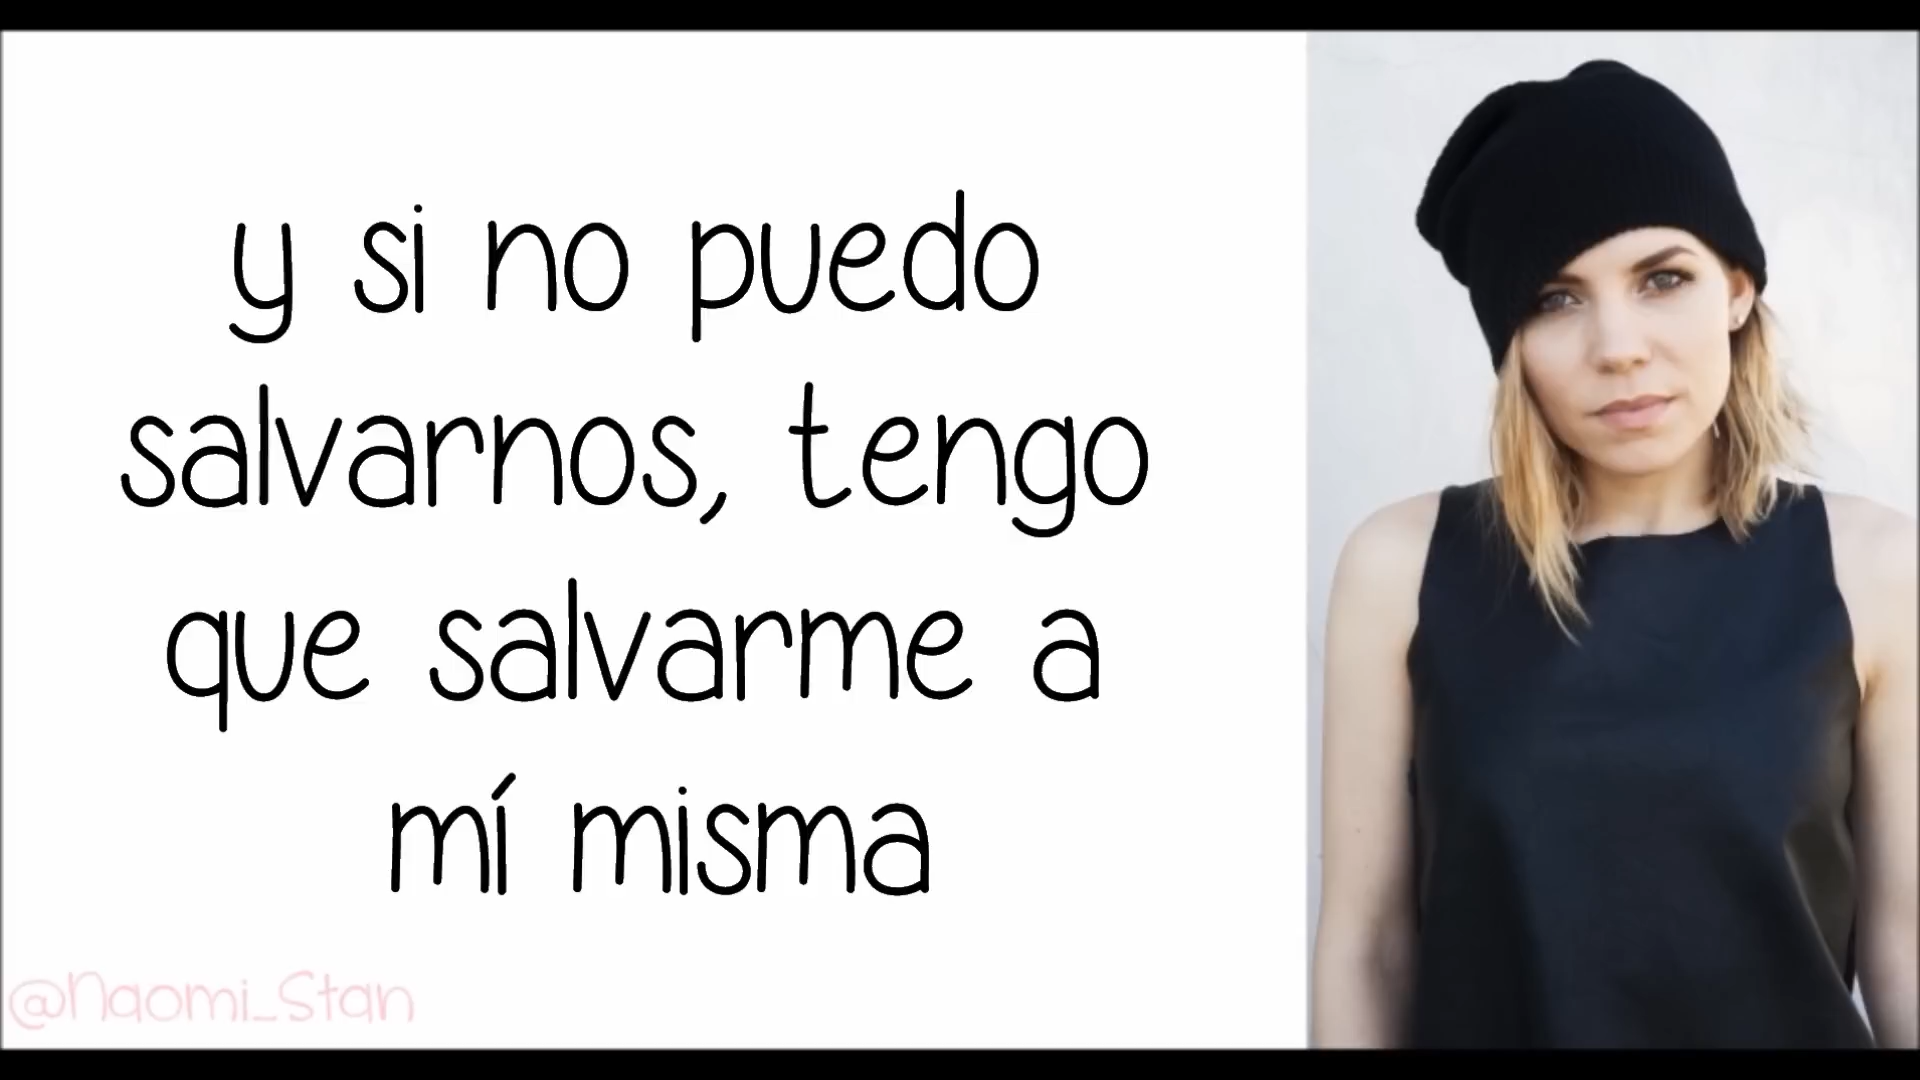 y si no puedo
salvarnos, tengo
que salvarme a
mí misma
@Naomi_Stan